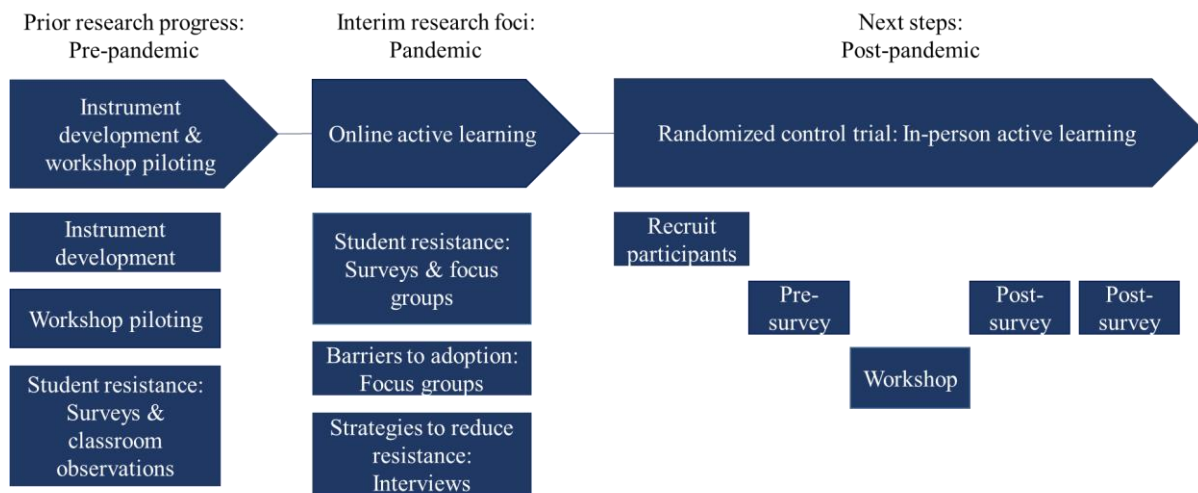 Prior research progress:
Pre-pandemic
Interim research foci:
Pandemic
Next steps:
Post-pandemic
Instrument
development &
workshop piloting
Online active learning
Randomized control trial: In-person active learning
Instrument
development
Workshop piloting
Student resistance:
Surveys &
classroom
observations
Student resistance:
Surveys & focus
groups
Barriers to adoption:
Focus groups
Strategies to reduce
resistance:
Interviews
Recruit
participants
Pre-
survey
Workshop
Post-
survey
Post-
survey